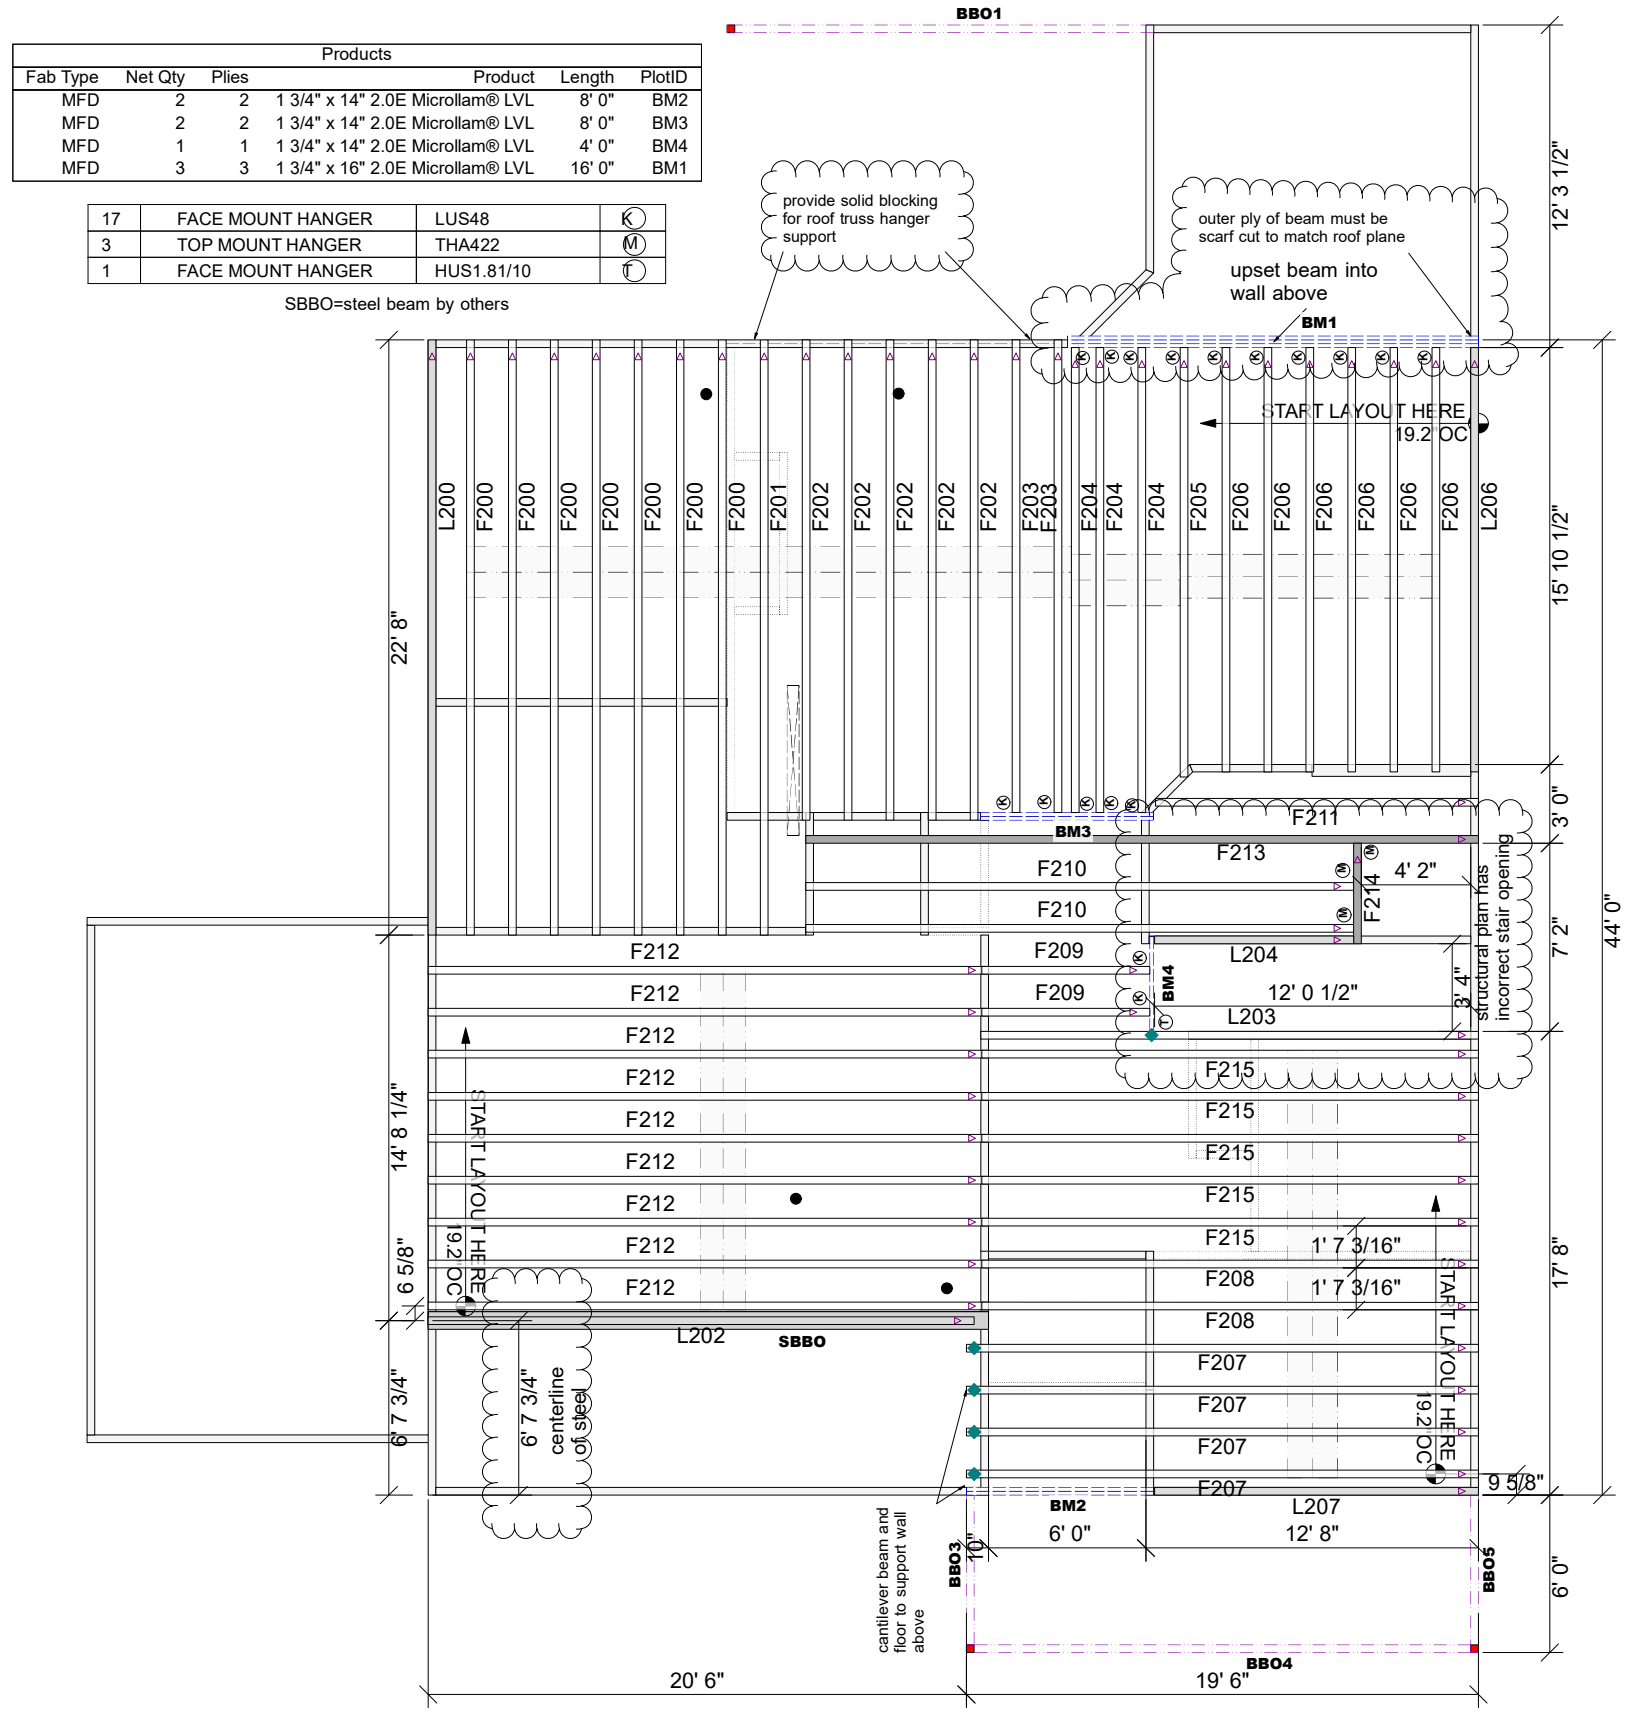 BBO1
Products
Fab Type Net Qty Plies Product Length PlotID
MFD 2 2 1 3/4" x 14" 2.0E Microllam® LVL 8' 0" BM2
MFD 2 2 1 3/4" x 14" 2.0E Microllam® LVL 8' 0" BM3
MFD 1 1 1 3/4" x 14" 2.0E Microllam® LVL 4' 0" BM4
MFD 3 3 1 3/4" x 16" 2.0E Microllam® LVL 16' 0" BM1
17 FACE MOUNT HANGER LUS48 K
3 TOP MOUNT HANGER THA422 M
1 FACE MOUNT HANGER HUS1.81/10 T
SBBO=steel beam by others
provide solid blocking
for roof truss hanger
support
outer ply of beam must be
scarf cut to match roof plane
upset beam into
wall above
12' 3 1/2"
BM1
K K K K K K K K K K
START LAYOUT HERE
19.2"OC
L200 F200 F200 F200 F200 F200 F200 F200 F201 F202 F202 F202 F202 F202 F203 F203 F204 F204 F204 F205 F206 F206 F206 F206 F206 F206 L206
22' 8"
15' 10 1/2"
44' 0"
K K K K K
BM3
3' 0"
F211
F213
M
M
M
F210
F210
F214
4' 2"
structural plan has
incorrect stair opening
7' 2"
F212
F209
L204
K
F212
F209
BM4
12' 0 1/2"
3' 4"
K
T
L203
F212
F215
F212
F215
F212
F215
F212
F215
F212
F215
F212
F208
F212
F208
14' 8 1/4"
6 5/8"
START LAYOUT HERE
19.2"OC
1' 7 3/16"
1' 7 3/16"
START LAYOUT HERE
19.2"OC
17' 8"
L202
SBBO
F207
F207
F207
F207
6' 7 3/4"
6' 7 3/4"
centerline
of steel
9 5/8"
L207
BM2
cantilever beam and
floor to support wall
above
10"
6' 0"
12' 8"
BBO3
BBO5
6' 0"
BBO4
20' 6"
19' 6"